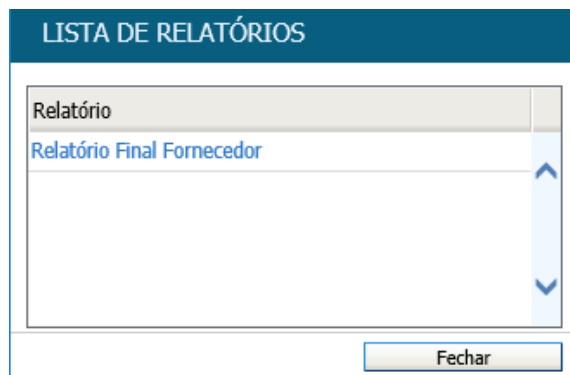 LISTA DE RELATÓRIOS
Relatório
Relatório Final Fornecedor
Fechar